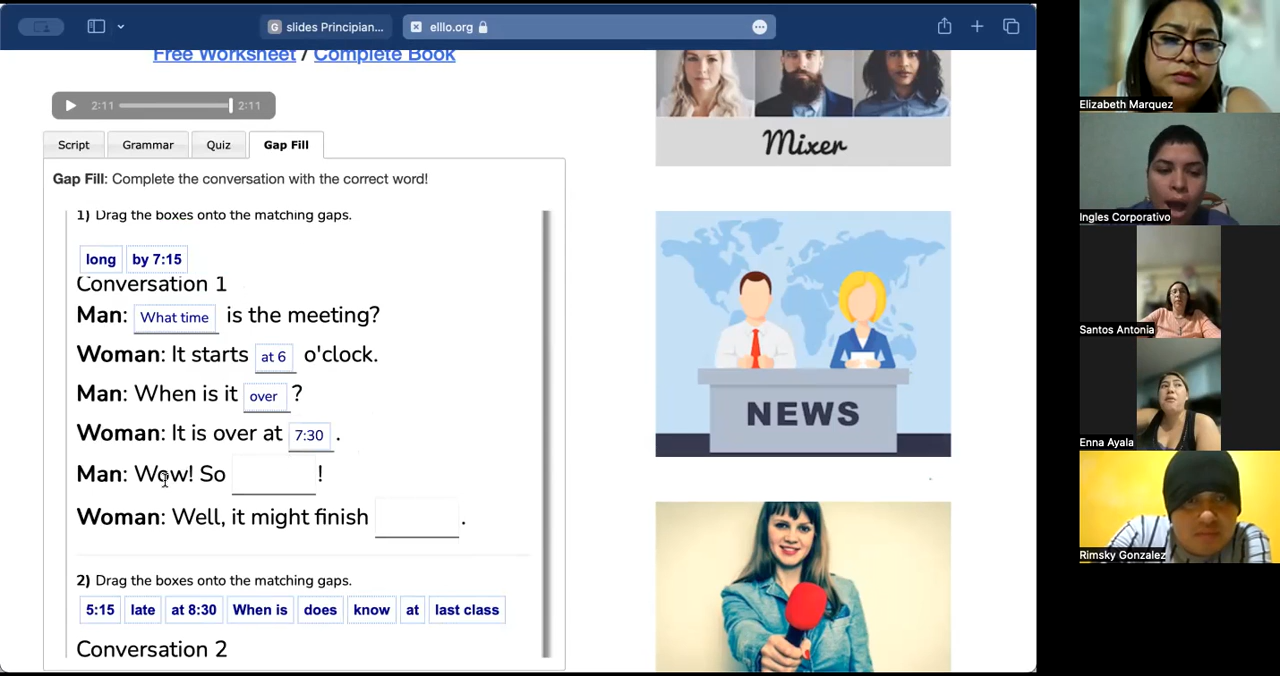 slides Principian...
elllo.org
Free Worksheet / Complete Book
2:11 2:11
Mixer
Script Grammar Quiz Gap Fill
Gap Fill: Complete the conversation with the correct word!
1) Drag the boxes onto the matching gaps.
long by 7:15
Conversation 1
Man: What time is the meeting?
Woman: It starts at 6 o'clock.
Man: When is it over ?
Woman: It is over at 7:30 .
Man: Wow! So !
Woman: Well, it might finish .
2) Drag the boxes onto the matching gaps.
5:15 late at 8:30 When is does know at last class
Conversation 2
NEWS
Elizabeth Marquez
Ingles Corporativo
Santos Antonia
Enna Ayala
Rimsky Gonzalez